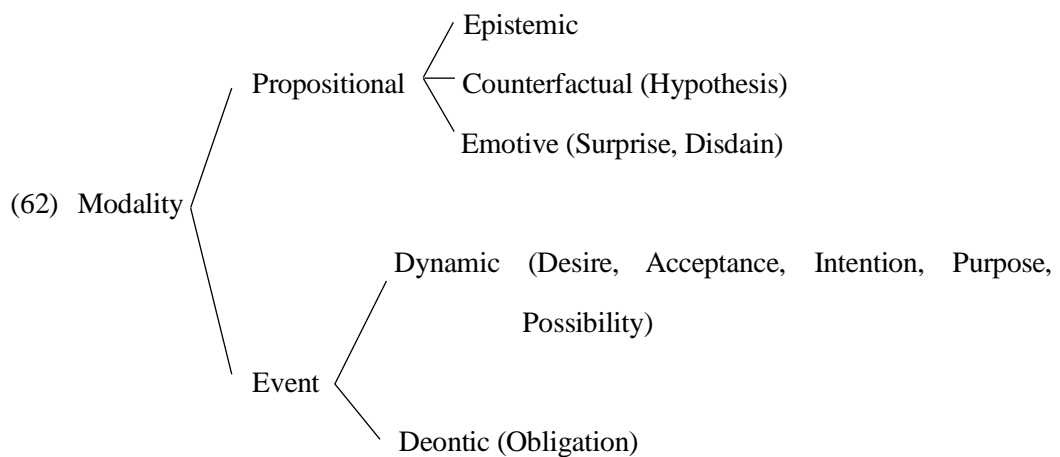 Epistemic
Propositional
Counterfactual (Hypothesis)
Emotive (Surprise, Disdain)
(62) Modality
Dynamic (Desire, Acceptance, Intention, Purpose,
Possibility)
Event
Deontic (Obligation)